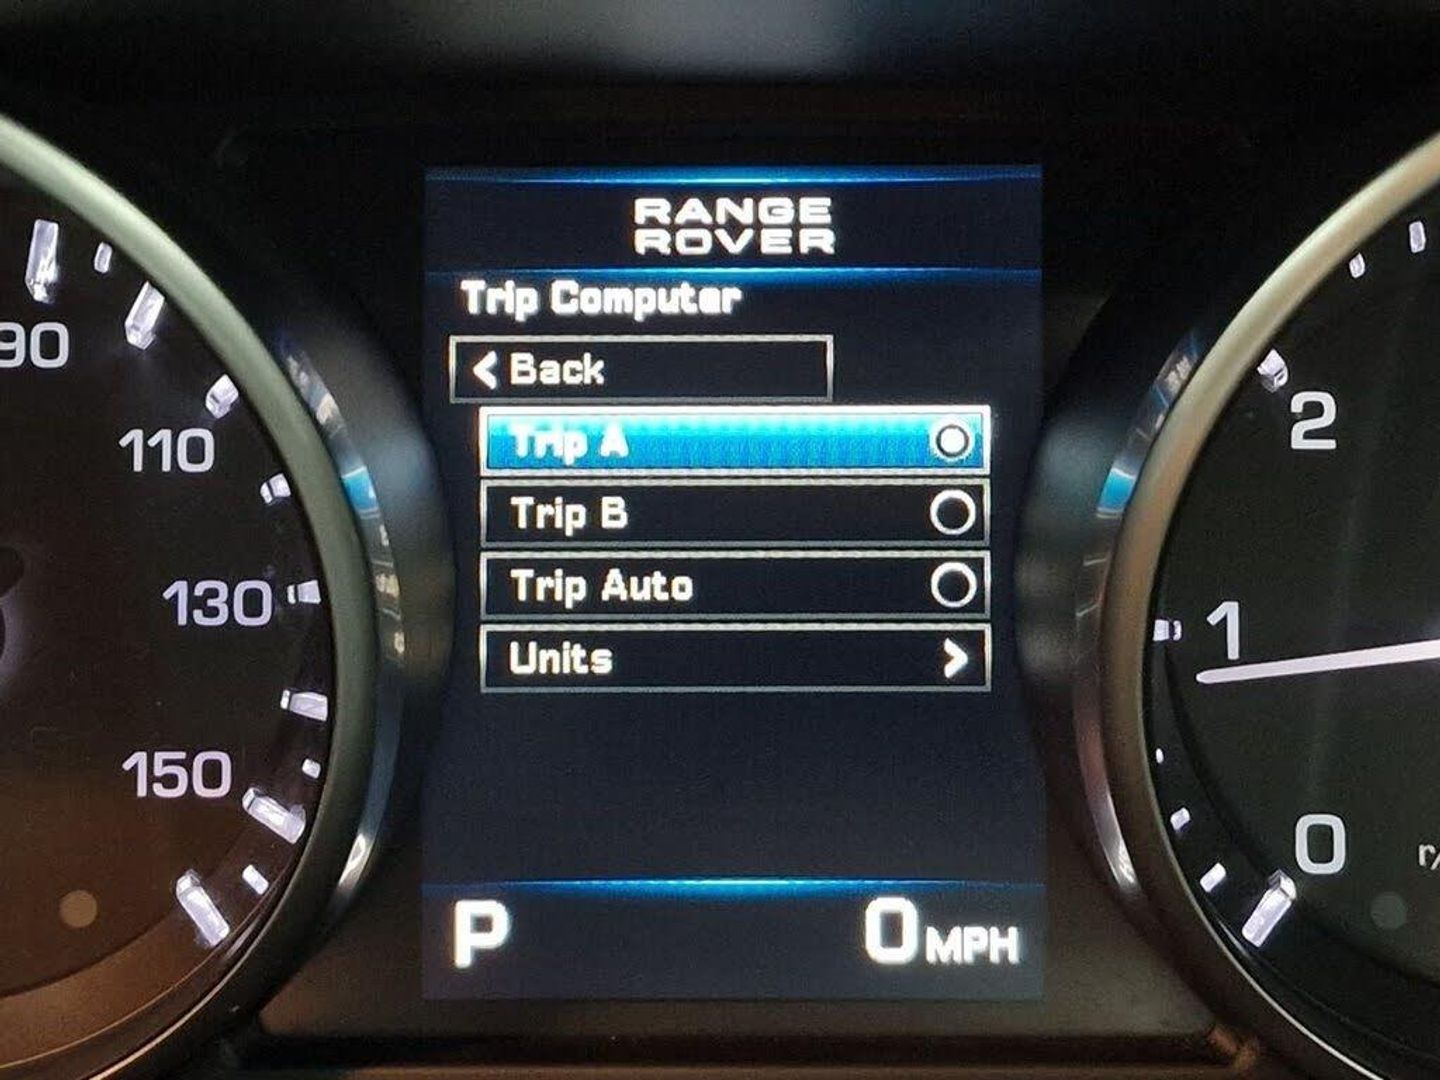 RANGE
ROVER
Trip Computer
Back
Trip A
Trip B
Trip Auto
Units
P
0 MPH
90
110
130
150
2
1
0